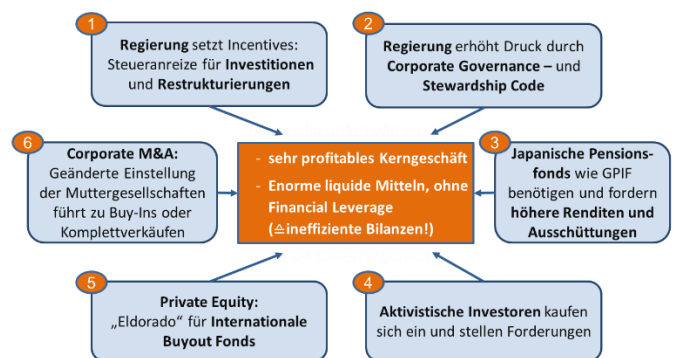 1
Regierung setzt Incentives:
Steueranreize für Investitionen
und Restrukturierungen
2
Regierung erhöht Druck durch
Corporate Governance – und
Stewardship Code
6
Corporate M&A:
Geänderte Einstellung
der Muttergesellschaften
führt zu Buy-Ins oder
Komplettverkäufen
- sehr profitables Kerngeschäft
- Enorme liquide Mitteln, ohne
Financial Leverage
(≙ineffiziente Bilanzen!)
3
Japanische Pensions-
fonds wie GPIF
benötigen und fordern
höhere Renditen und
Ausschüttungen
5
Private Equity:
„Eldorado“ für Internationale
Buyout Fonds
4
Aktivistische Investoren kaufen
sich ein und stellen Forderungen